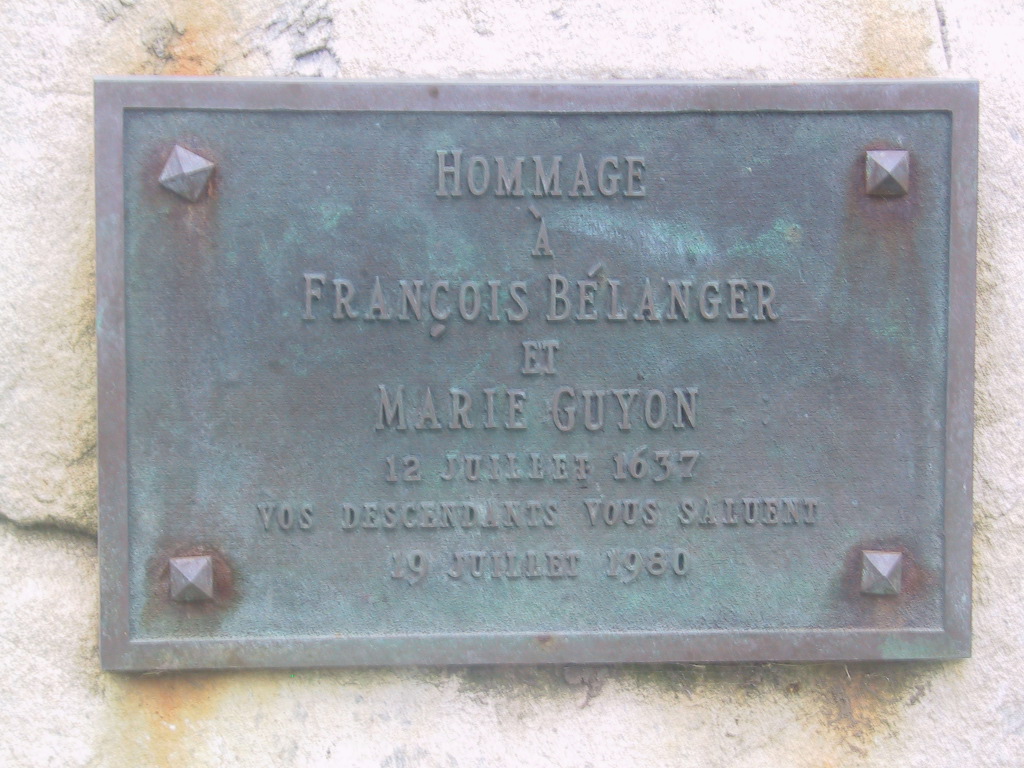 HOMMAGE
À
FRANÇOIS BÉLANGER
ET
MARIE GUYON
12 JUILLET 1637
VOS DESCENDANTS VOUS SALUENT
19 JUILLET 1980